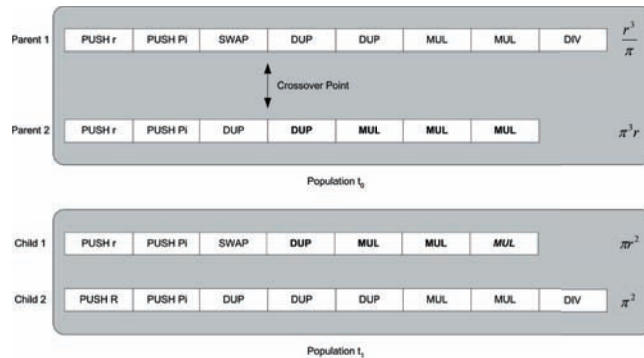 Parent 1 PUSH r PUSH Pi SWAP DUP DUP MUL MUL DIV r³/π
Crossover Point
Parent 2 PUSH r PUSH Pi DUP DUP MUL MUL MUL π³r
Population t₀
Child 1 PUSH r PUSH Pi SWAP DUP MUL MUL MUL πr²
Child 2 PUSH R PUSH Pi DUP DUP DUP MUL MUL DIV π²
Population t₁